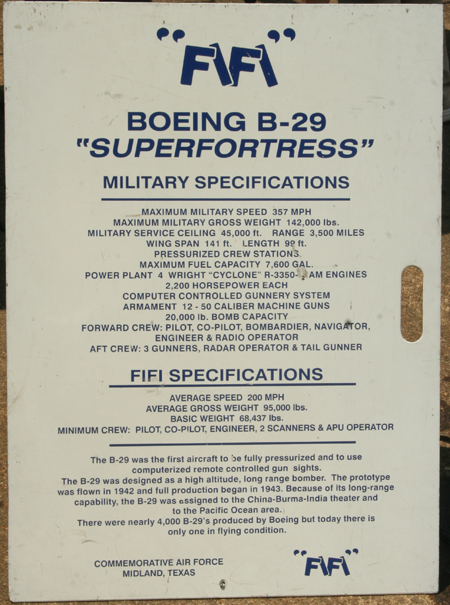 “FIFI”
BOEING B-29
“SUPERFORTRESS”
MILITARY SPECIFICATIONS
MAXIMUM MILITARY SPEED 357 MPH
MAXIMUM MILITARY GROSS WEIGHT 142,000 lbs.
MILITARY SERVICE CEILING 45,000 ft. RANGE 3,500 MILES
WING SPAN 141 ft. LENGTH 99 ft.
PRESSURIZED CREW STATIONS
MAXIMUM FUEL CAPACITY 7,600 GAL.
POWER PLANT 4 WRIGHT “CYCLONE” R-3350- AM ENGINES
2,200 HORSEPOWER EACH
COMPUTER CONTROLLED GUNNERY SYSTEM
ARMAMENT 12 - 50 CALIBER MACHINE GUNS
20,000 lb. BOMB CAPACITY
FORWARD CREW: PILOT, CO-PILOT, BOMBARDIER, NAVIGATOR,
ENGINEER & RADIO OPERATOR
AFT CREW: 3 GUNNERS, RADAR OPERATOR & TAIL GUNNER
FIFI SPECIFICATIONS
AVERAGE SPEED 200 MPH
AVERAGE GROSS WEIGHT 95,000 lbs.
BASIC WEIGHT 68,437 lbs.
MINIMUM CREW: PILOT, CO-PILOT, ENGINEER, 2 SCANNERS & APU OPERATOR
The B-29 was the first aircraft to be fully pressurized and to use
computerized remote controlled gun sights.
The B-29 was designed as a high altitude, long range bomber. The prototype
was flown in 1942 and full production began in 1943. Because of its long-range
capability, the B-29 was assigned to the China-Burma-India theater and
to the Pacific Ocean area.
There were nearly 4,000 B-29's produced by Boeing but today there is
only one in flying condition.
COMMEMORATIVE AIR FORCE
MIDLAND, TEXAS
“FIFI”